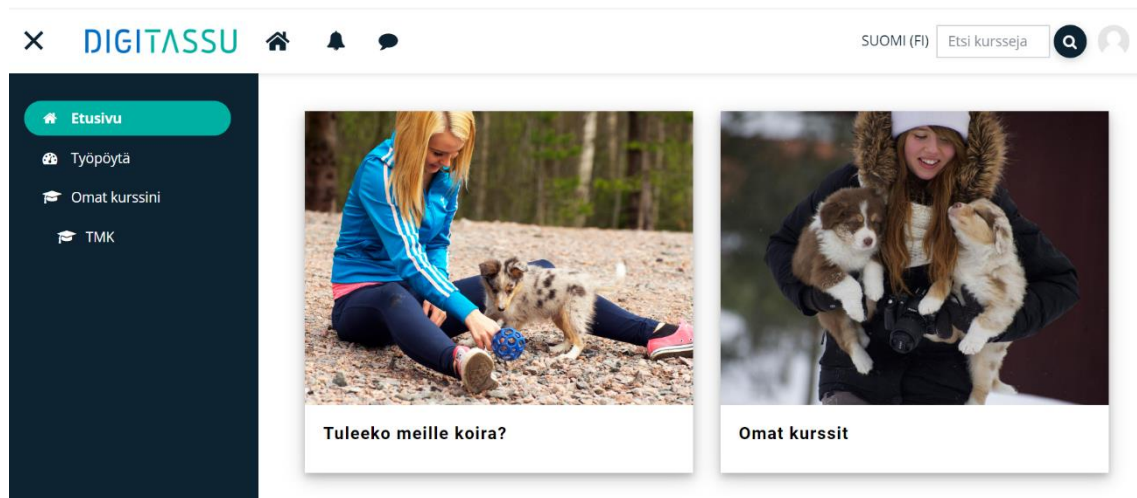 DIGITASSU
SUOMI (FI)
Etsi kursseja
Etusivu
Työpöytä
Omat kurssini
TMK
Tuleeko meille koira?
Omat kurssit